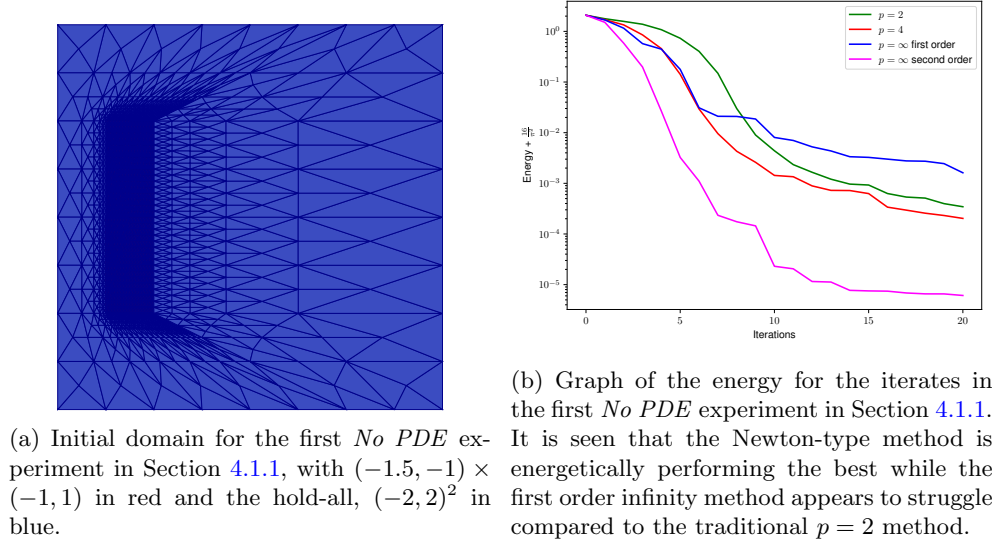 10⁰
10⁻¹
10⁻²
10⁻³
10⁻⁴
10⁻⁵
Energy + 16/π²
0
5
10
15
20
Iterations
p = 2
p = 4
p = ∞ first order
p = ∞ second order
(a) Initial domain for the first No PDE ex-
periment in Section 4.1.1, with (−1.5, −1) ×
(−1, 1) in red and the hold-all, (−2, 2)² in
blue.
(b) Graph of the energy for the iterates in
the first No PDE experiment in Section 4.1.1.
It is seen that the Newton-type method is
energetically performing the best while the
first order infinity method appears to struggle
compared to the traditional p = 2 method.